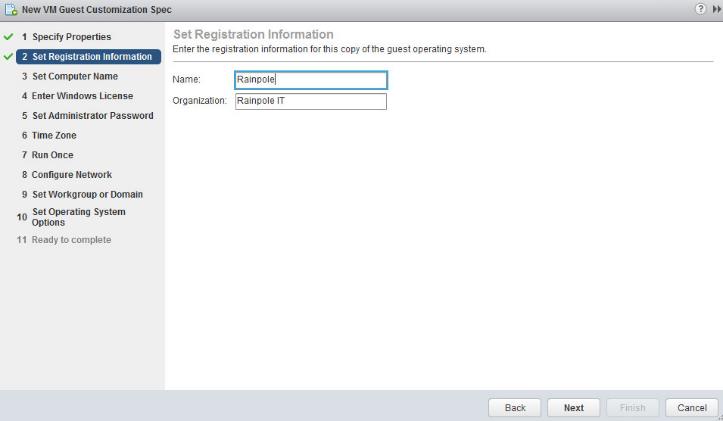 New VM Guest Customization Spec
1 Specify Properties
2 Set Registration Information
3 Set Computer Name
4 Enter Windows License
5 Set Administrator Password
6 Time Zone
7 Run Once
8 Configure Network
9 Set Workgroup or Domain
10 Set Operating System
Options
11 Ready to complete
Set Registration Information
Enter the registration information for this copy of the guest operating system.
Name: Rainpole
Organization: Rainpole IT
Back Next Finish Cancel